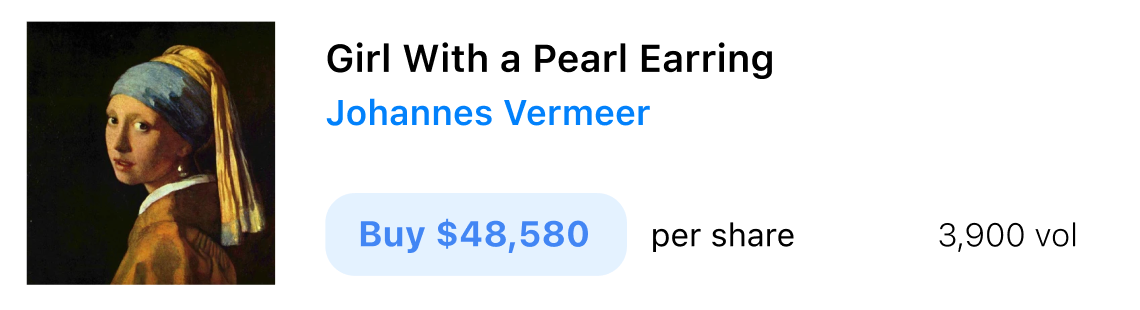 Girl With a Pearl Earring
Johannes Vermeer
Buy $48,580 per share 3,900 vol